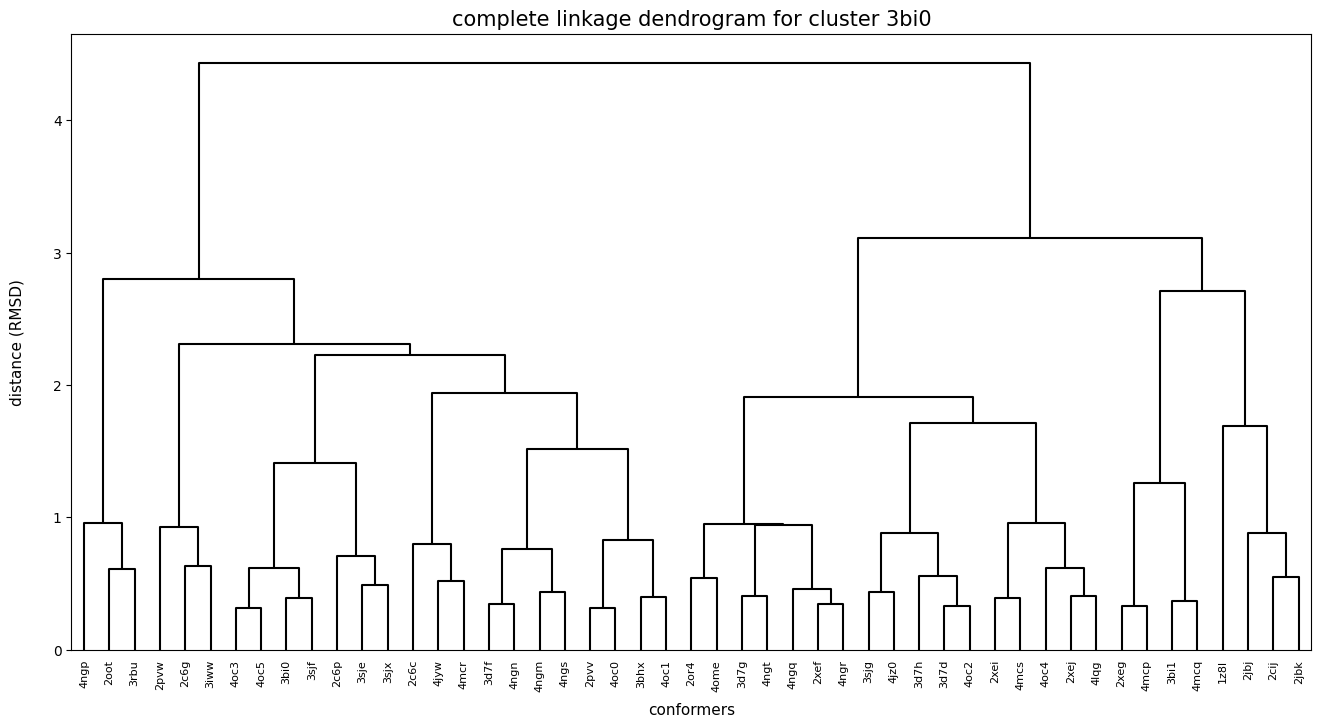 complete linkage dendrogram for cluster 3bi0
distance (RMSD)
4
3
2
1
0
4ngp 2oot 3rbu 2pvw 2c6g 3iww 4oc3 4oc5 3bi0 3sjf 2c6p 3sje 3sjx 2c6c 4jyw 4mcr 3d7f 4ngn 4ngm 4ngs 2pvv 4oc0 3bhx 4oc1 2or4 4ome 3d7g 4ngt 4ngq 2xef 4ngr 3sjg 4jz0 3d7h 3d7d 4oc2 2xei 4mcs 4oc4 2xej 4lqg 2xeg 4mcp 3bi1 4mcq 1z8l 2jbj 2cij 2jbk
conformers